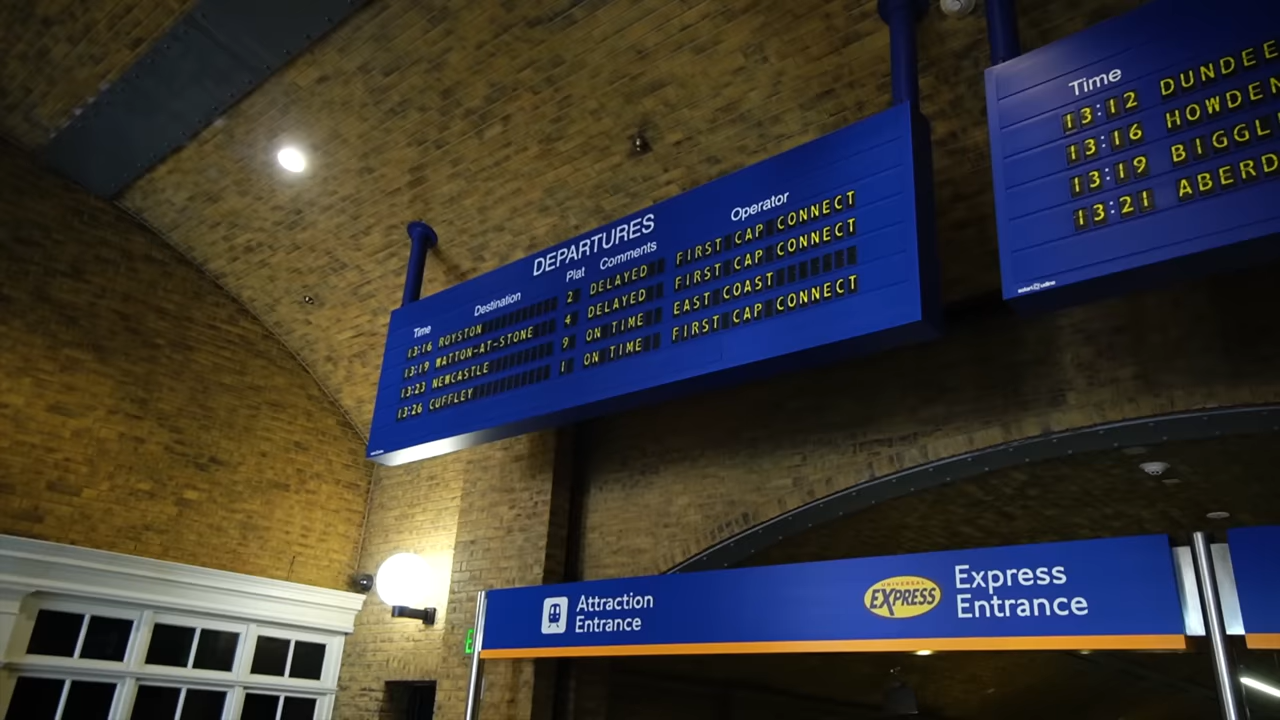 DEPARTURES
Time Destination Plat Comments Operator
13:16 ROYSTON 2 DELAYED FIRST CAP CONNECT
13:19 WATTON-AT-STONE 4 DELAYED FIRST CAP CONNECT
13:23 NEWCASTLE 9 ON TIME EAST COAST
13:26 CUFFLEY 1 ON TIME FIRST CAP CONNECT
Time
13:12 DUNDEE
13:16 HOWDEN
13:19 BIGGL
13:21 ABERD
Attraction
Entrance
UNIVERSAL
EXPRESS
Express
Entrance